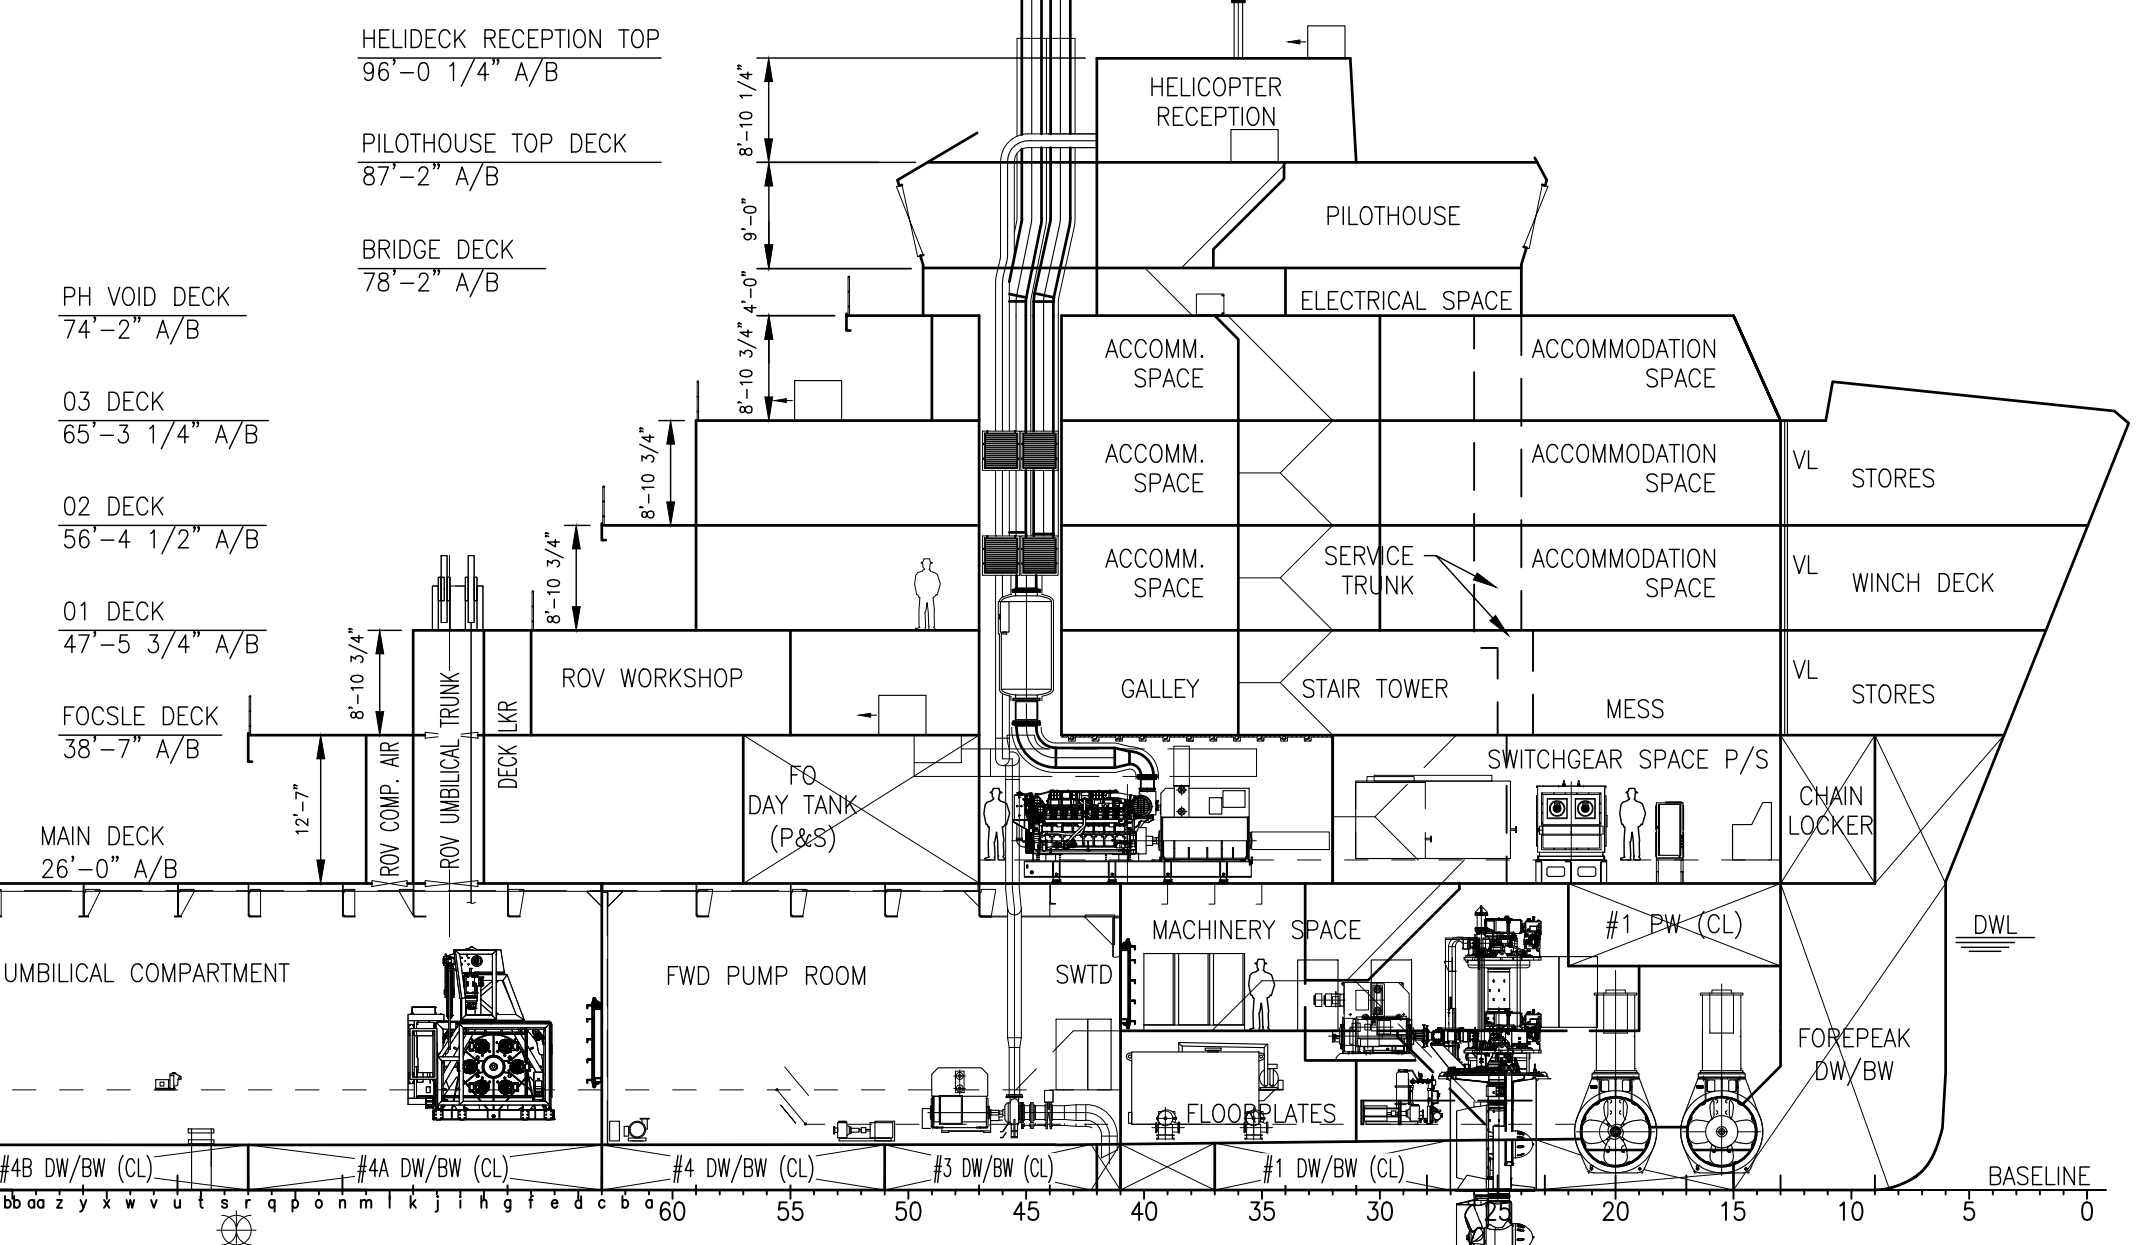 HELIDECK RECEPTION TOP
96'-0 1/4" A/B
PILOTHOUSE TOP DECK
87'-2" A/B
BRIDGE DECK
78'-2" A/B
PH VOID DECK
74'-2" A/B
03 DECK
65'-3 1/4" A/B
02 DECK
56'-4 1/2" A/B
01 DECK
47'-5 3/4" A/B
FOCSLE DECK
38'-7" A/B
MAIN DECK
26'-0" A/B
8'-10 1/4"
9'-0"
4'-0"
8'-10 3/4"
8'-10 3/4"
8'-10 3/4"
8'-10 3/4"
12'-7"
HELICOPTER
RECEPTION
PILOTHOUSE
ELECTRICAL SPACE
ACCOMM.
SPACE
ACCOMMODATION
SPACE
ACCOMM.
SPACE
ACCOMMODATION
SPACE
VL
STORES
ACCOMM.
SPACE
SERVICE
TRUNK
ACCOMMODATION
SPACE
VL
WINCH DECK
ROV WORKSHOP
GALLEY
STAIR TOWER
MESS
VL
STORES
ROV COMP. AIR
ROV UMBILICAL TRUNK
DECK LKR
FO
DAY TANK
(P&S)
SWITCHGEAR SPACE P/S
CHAIN
LOCKER
UMBILICAL COMPARTMENT
FWD PUMP ROOM
SWTD
MACHINERY SPACE
#1 PW (CL)
DWL
FLOORPLATES
FOREPEAK
DW/BW
#4B DW/BW (CL)
#4A DW/BW (CL)
#4 DW/BW (CL)
#3 DW/BW (CL)
#1 DW/BW (CL)
BASELINE
bb aa z y x w v u t s r q p o n m l k j i h g f e d c b a 60 50 45 40 35 30 25 20 15 10 5 0